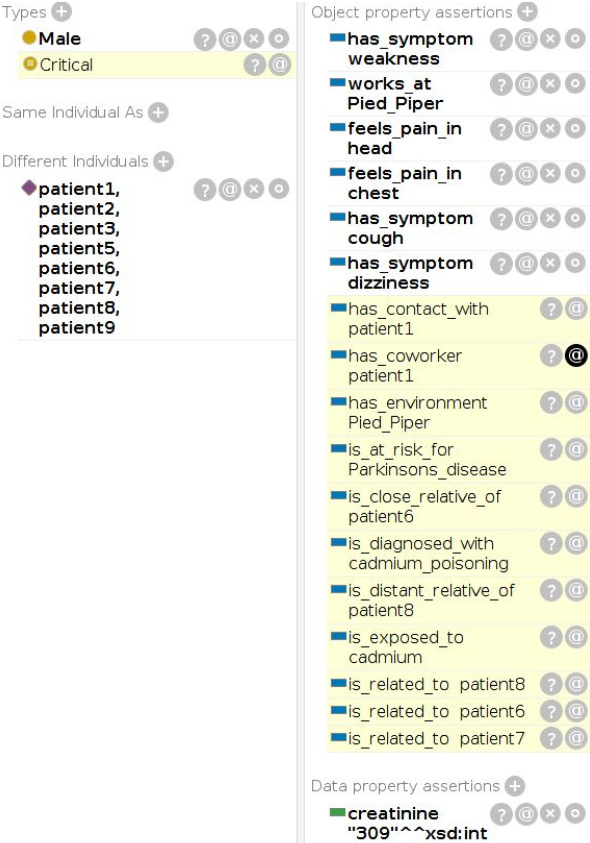 Types
Male
Critical
Same Individual As
Different Individuals
patient1,
patient2,
patient3,
patient5,
patient6,
patient7,
patient8,
patient9
Object property assertions
has_symptom
weakness
works_at
Pied_Piper
feels_pain_in
head
feels_pain_in
chest
has_symptom
cough
has_symptom
dizziness
has_contact_with
patient1
has_coworker
patient1
has_environment
Pied_Piper
is_at_risk_for
Parkinsons_disease
is_close_relative_of
patient6
is_diagnosed_with
cadmium_poisoning
is_distant_relative_of
patient8
is_exposed_to
cadmium
is_related_to patient8
is_related_to patient6
is_related_to patient7
Data property assertions
creatinine
"309"^^xsd:int